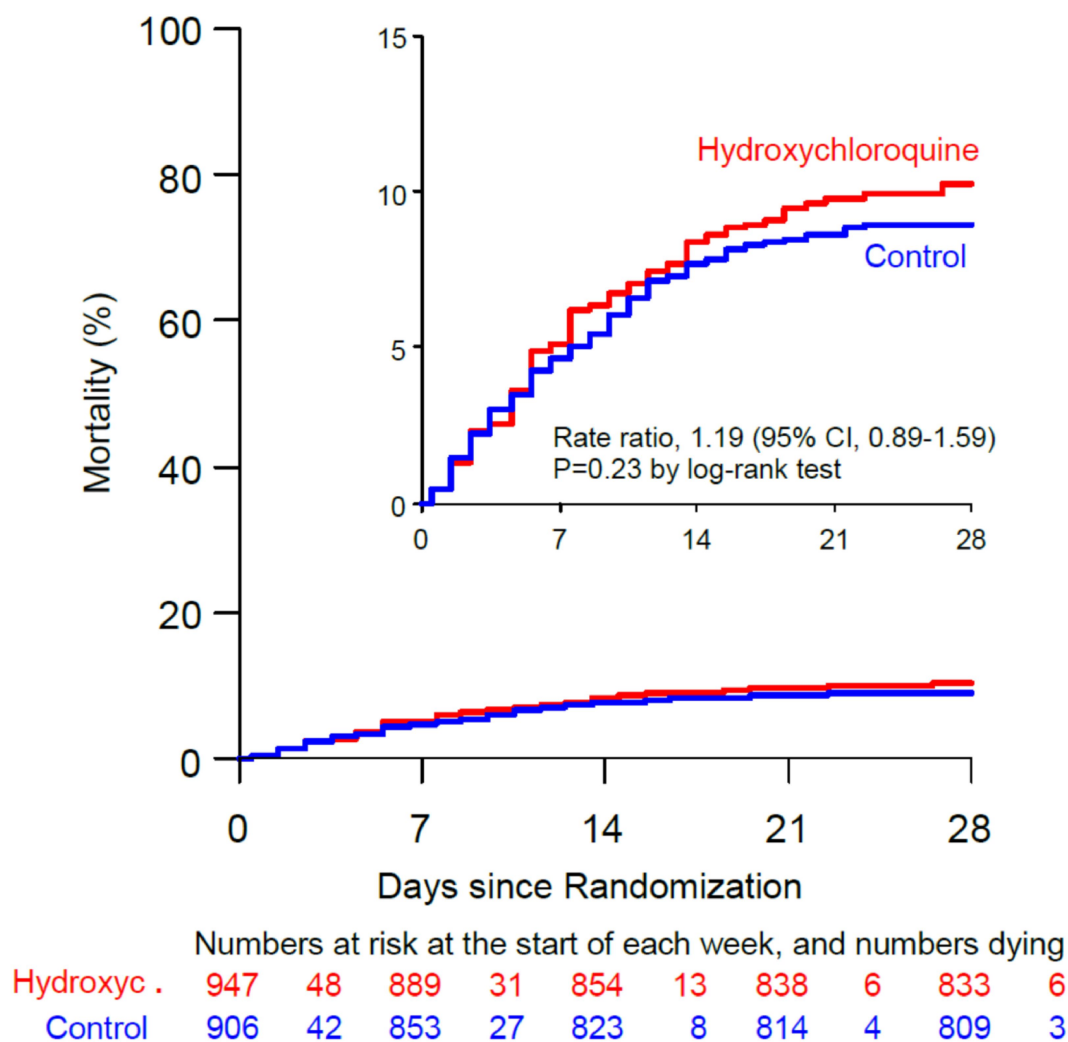 100
80
60
40
20
0
Mortality (%)
15
10
5
0
Hydroxychloroquine
Control
Rate ratio, 1.19 (95% CI, 0.89-1.59)
P=0.23 by log-rank test
0 7 14 21 28
0 7 14 21 28
Days since Randomization
Numbers at risk at the start of each week, and numbers dying
Hydroxyc . 947 48 889 31 854 13 838 6 833 6
Control 906 42 853 27 823 8 814 4 809 3